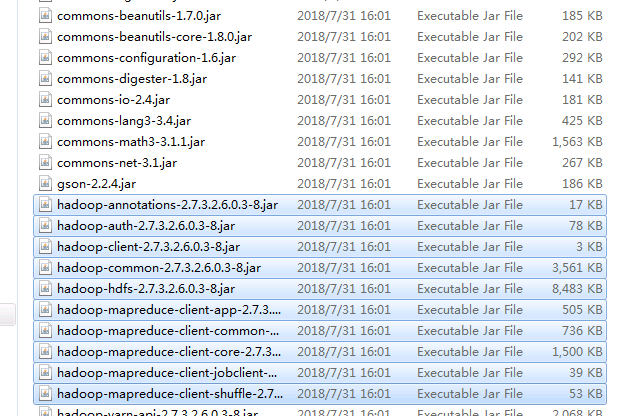 commons-beanutils-1.7.0.jar 2018/7/31 16:01 Executable Jar File 185 KB
commons-beanutils-core-1.8.0.jar 2018/7/31 16:01 Executable Jar File 202 KB
commons-configuration-1.6.jar 2018/7/31 16:01 Executable Jar File 292 KB
commons-digester-1.8.jar 2018/7/31 16:01 Executable Jar File 141 KB
commons-io-2.4.jar 2018/7/31 16:01 Executable Jar File 181 KB
commons-lang3-3.4.jar 2018/7/31 16:01 Executable Jar File 425 KB
commons-math3-3.1.1.jar 2018/7/31 16:01 Executable Jar File 1,563 KB
commons-net-3.1.jar 2018/7/31 16:01 Executable Jar File 267 KB
gson-2.2.4.jar 2018/7/31 16:01 Executable Jar File 186 KB
hadoop-annotations-2.7.3.2.6.0.3-8.jar 2018/7/31 16:01 Executable Jar File 17 KB
hadoop-auth-2.7.3.2.6.0.3-8.jar 2018/7/31 16:01 Executable Jar File 78 KB
hadoop-client-2.7.3.2.6.0.3-8.jar 2018/7/31 16:01 Executable Jar File 3 KB
hadoop-common-2.7.3.2.6.0.3-8.jar 2018/7/31 16:01 Executable Jar File 3,561 KB
hadoop-hdfs-2.7.3.2.6.0.3-8.jar 2018/7/31 16:01 Executable Jar File 8,483 KB
hadoop-mapreduce-client-app-2.7.3.... 2018/7/31 16:01 Executable Jar File 505 KB
hadoop-mapreduce-client-common-... 2018/7/31 16:01 Executable Jar File 736 KB
hadoop-mapreduce-client-core-2.7.3... 2018/7/31 16:01 Executable Jar File 1,500 KB
hadoop-mapreduce-client-jobclient-... 2018/7/31 16:01 Executable Jar File 39 KB
hadoop-mapreduce-client-shuffle-2.7... 2018/7/31 16:01 Executable Jar File 53 KB
hadoop-yarn-api-2.7.3.2.6.0.3-8.jar 2018/7/31 16:01 Executable Jar File 2,068 KB